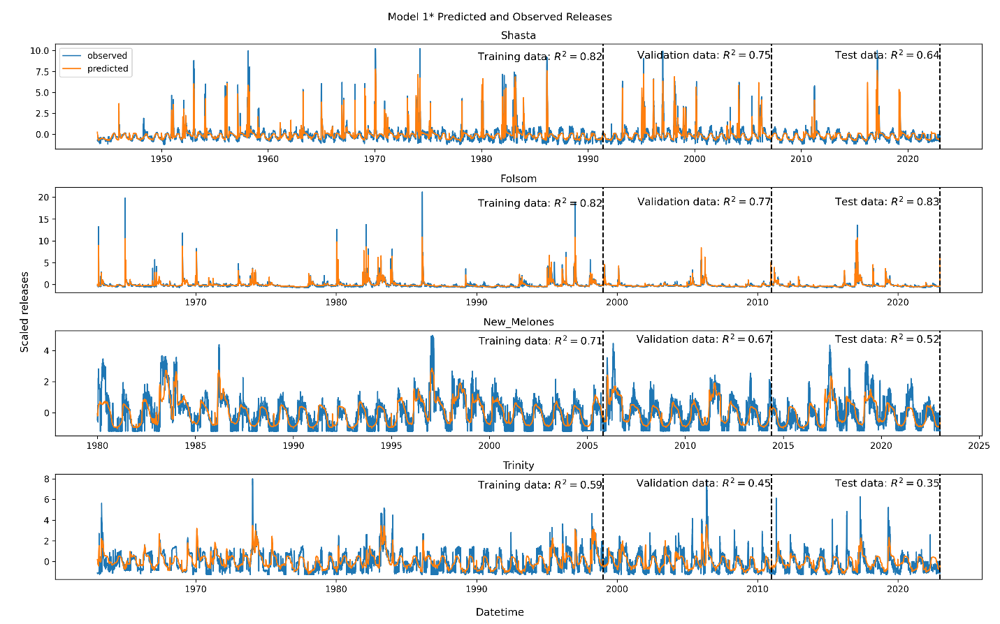 Model 1* Predicted and Observed Releases
Shasta
observed
predicted
Training data: R² = 0.82
Validation data: R² = 0.75
Test data: R² = 0.64
10.0
7.5
5.0
2.5
0.0
1950 1960 1970 1980 1990 2000 2010 2020
Folsom
Training data: R² = 0.82
Validation data: R² = 0.77
Test data: R² = 0.83
20
15
10
5
0
1970 1980 1990 2000 2010 2020
Scaled releases
New_Melones
Training data: R² = 0.71
Validation data: R² = 0.67
Test data: R² = 0.52
4
2
0
1980 1985 1990 1995 2000 2005 2010 2015 2020 2025
Trinity
Training data: R² = 0.59
Validation data: R² = 0.45
Test data: R² = 0.35
8
6
4
2
0
1970 1980 1990 2000 2010 2020
Datetime